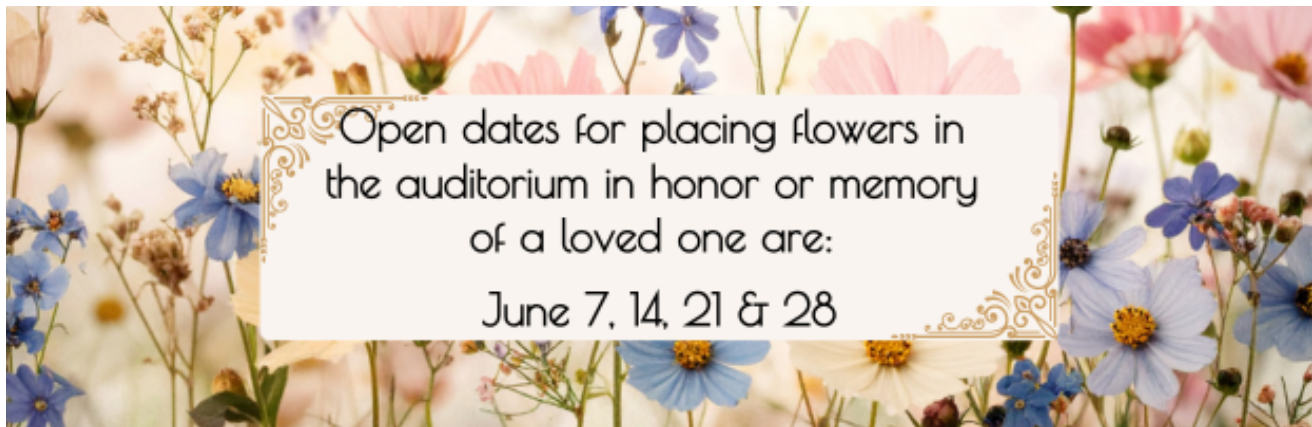 Open dates for placing flowers in
the auditorium in honor or memory
of a loved one are:
June 7, 14, 21 & 28